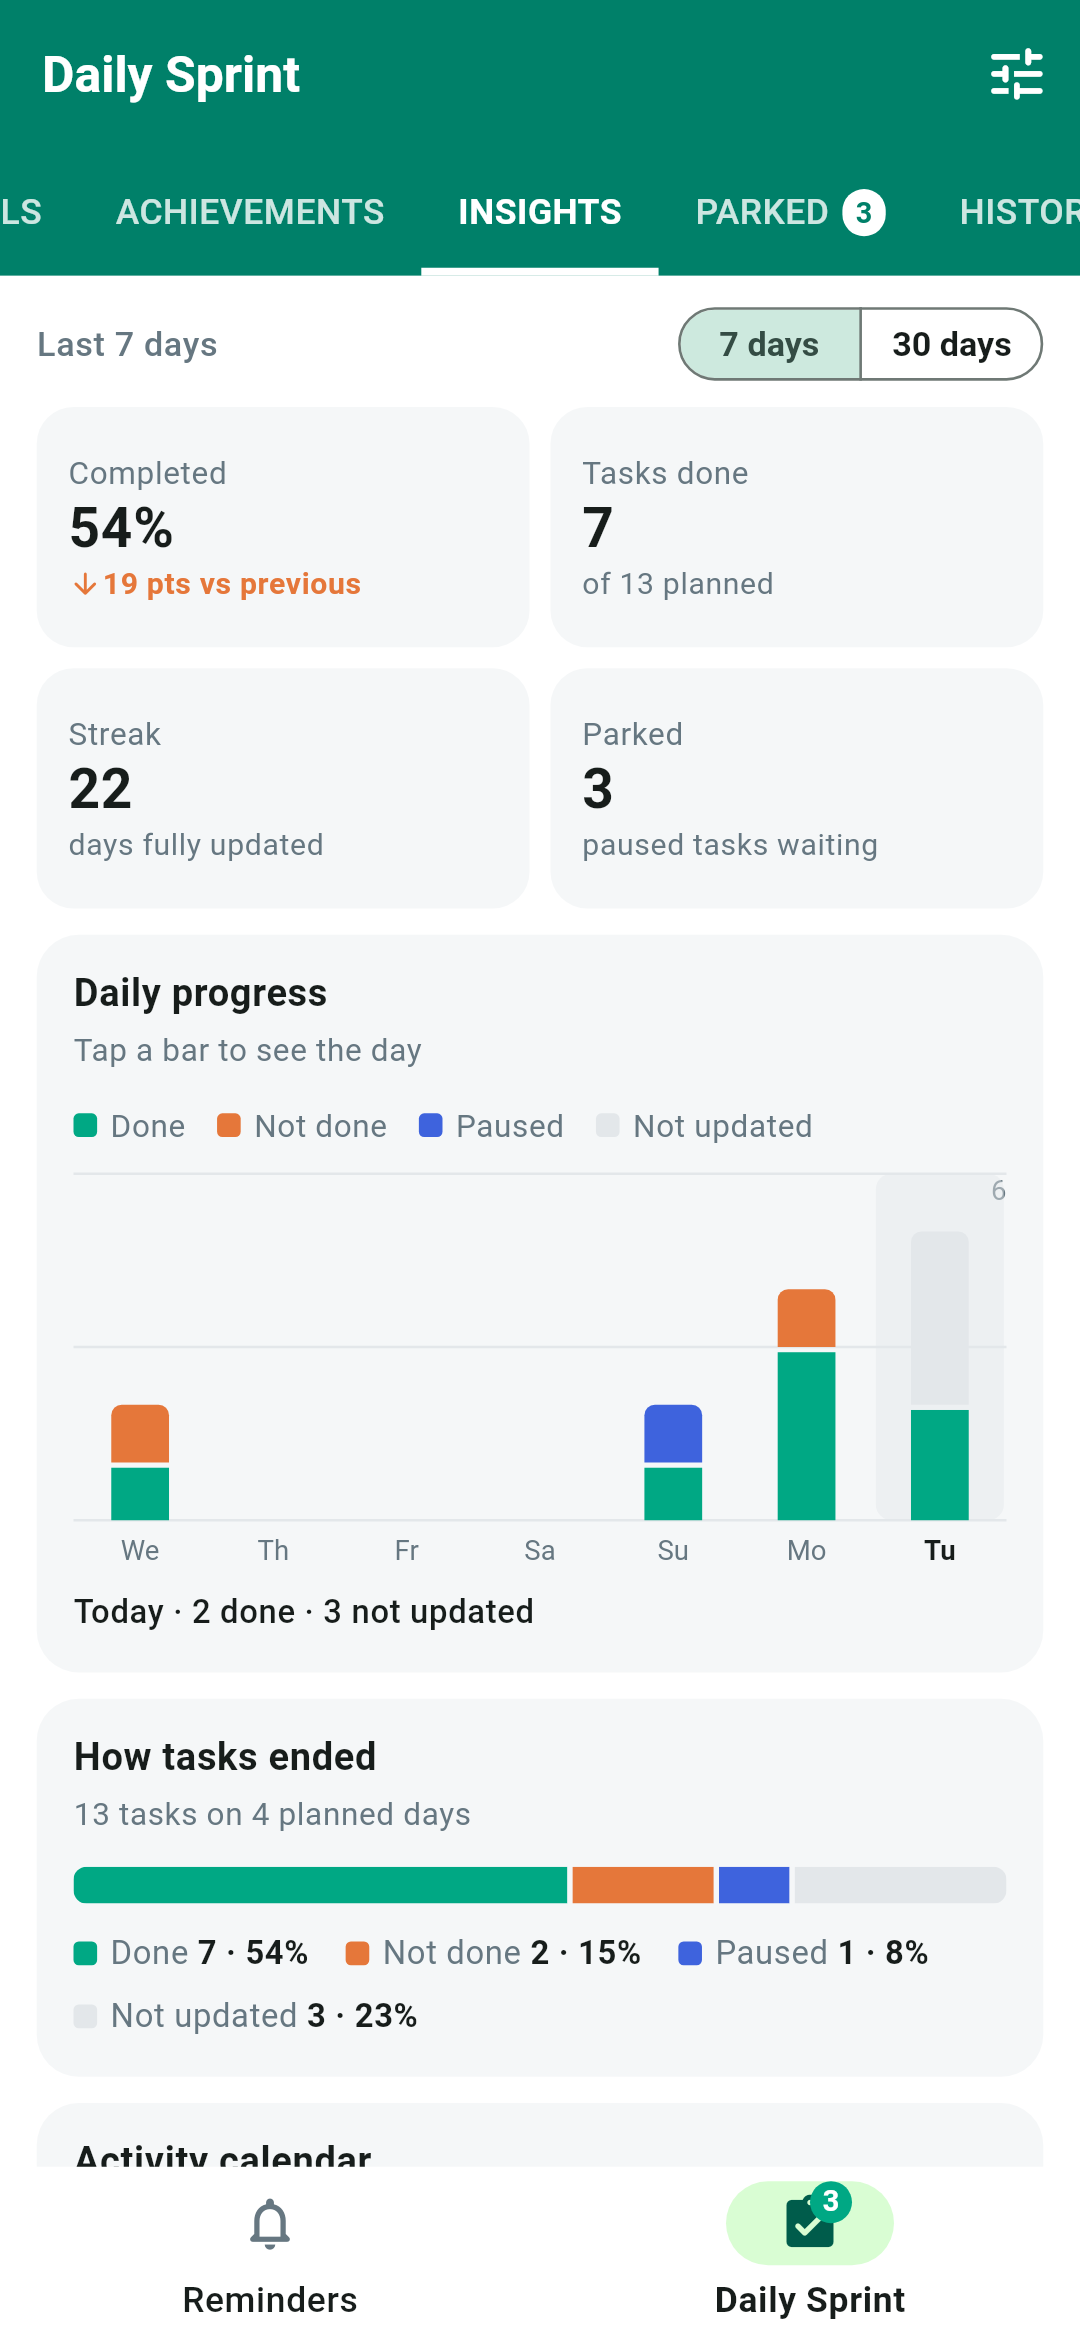 Daily Sprint
LS ACHIEVEMENTS INSIGHTS PARKED 3 HISTOR
Last 7 days 7 days 30 days
Completed
54%
↓19 pts vs previous
Tasks done
7
of 13 planned
Streak
22
days fully updated
Parked
3
paused tasks waiting
Daily progress
Tap a bar to see the day
Done Not done Paused Not updated
6
We Th Fr Sa Su Mo Tu
Today · 2 done · 3 not updated
How tasks ended
13 tasks on 4 planned days
Done 7 · 54% Not done 2 · 15% Paused 1 · 8%
Not updated 3 · 23%
Activity calendar
3
Reminders Daily Sprint